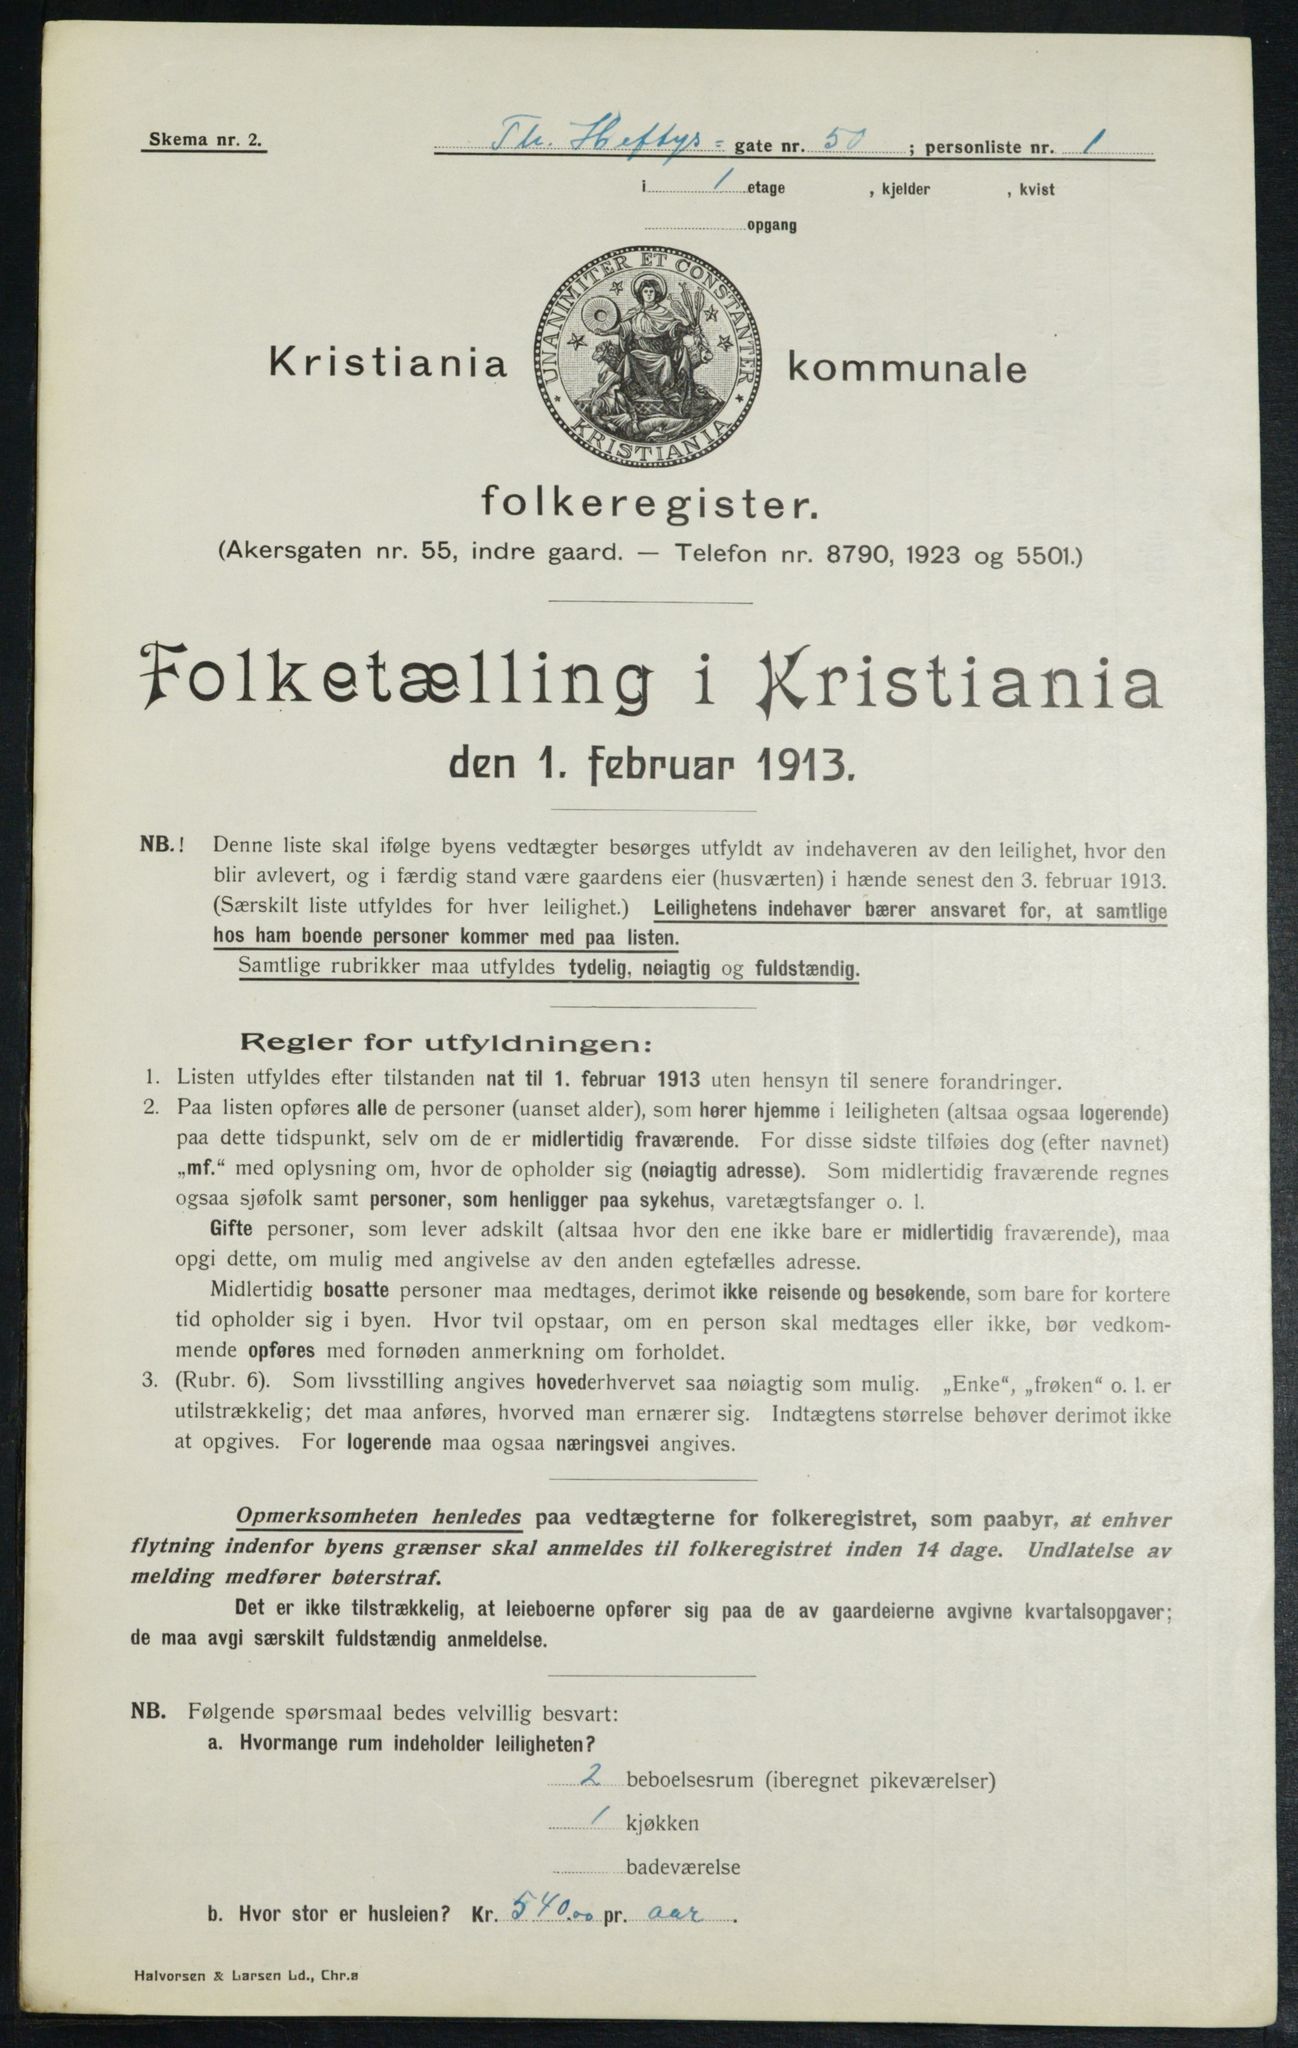 Skema nr. 2.
Th. Heftys = gate nr. 50 ; personliste nr. 1
i 1 etage , kjelder , kvist
opgang
UNANIMITER ET CONSTANTER
KRISTIANIA
Kristiania kommunale
folkeregister.
(Akersgaten nr. 55, indre gaard. — Telefon nr. 8790, 1923 og 5501.)
Folketælling i Kristiania
den 1. februar 1913.
NB.! Denne liste skal ifølge byens vedtægter besørges utfyldt av indehaveren av den leilighet, hvor den
blir avlevert, og i færdig stand være gaardens eier (husværten) i hænde senest den 3. februar 1913.
(Særskilt liste utfyldes for hver leilighet.) Leilighetens indehaver bærer ansvaret for, at samtlige
hos ham boende personer kommer med paa listen.
Samtlige rubrikker maa utfyldes tydelig, nøiagtig og fuldstændig.
Regler for utfyldningen:
1. Listen utfyldes efter tilstanden nat til 1. februar 1913 uten hensyn til senere forandringer.
2. Paa listen opføres alle de personer (uanset alder), som hører hjemme i leiligheten (altsaa ogsaa logerende)
paa dette tidspunkt, selv om de er midlertidig fraværende. For disse sidste tilføies dog (efter navnet)
„mf.“ med oplysning om, hvor de opholder sig (nøiagtig adresse). Som midlertidig fraværende regnes
ogsaa sjøfolk samt personer, som henligger paa sykehus, varetægtsfanger o. l.
Gifte personer, som lever adskilt (altsaa hvor den ene ikke bare er midlertidig fraværende), maa
opgi dette, om mulig med angivelse av den anden egtefælles adresse.
Midlertidig bosatte personer maa medtages, derimot ikke reisende og besøkende, som bare for kortere
tid opholder sig i byen. Hvor tvil opstaar, om en person skal medtages eller ikke, bør vedkom-
mende opføres med fornøden anmerkning om forholdet.
3. (Rubr. 6). Som livsstilling angives hovederhvervet saa nøiagtig som mulig. „Enke“, „frøken“ o. l. er
utilstrækkelig; det maa anføres, hvorved man ernærer sig. Indtægtens størrelse behøver derimot ikke
at opgives. For logerende maa ogsaa næringsvei angives.
Opmerksomheten henledes paa vedtægterne for folkeregistret, som paabyr, at enhver
flytning indenfor byens grænser skal anmeldes til folkeregistret inden 14 dage. Undlatelse av
melding medfører bøterstraf.
Det er ikke tilstrækkelig, at leieboerne opfører sig paa de av gaardeierne avgivne kvartalsopgaver;
de maa avgi særskilt fuldstændig anmeldelse.
NB. Følgende spørsmaal bedes velvillig besvart:
a. Hvormange rum indeholder leiligheten?
2 beboelsesrum (iberegnet pikeværelser)
1 kjøkken
badeværelse
b. Hvor stor er husleien? Kr. 540.00 pr. aar.
Halvorsen & Larsen Ld., Chr.a